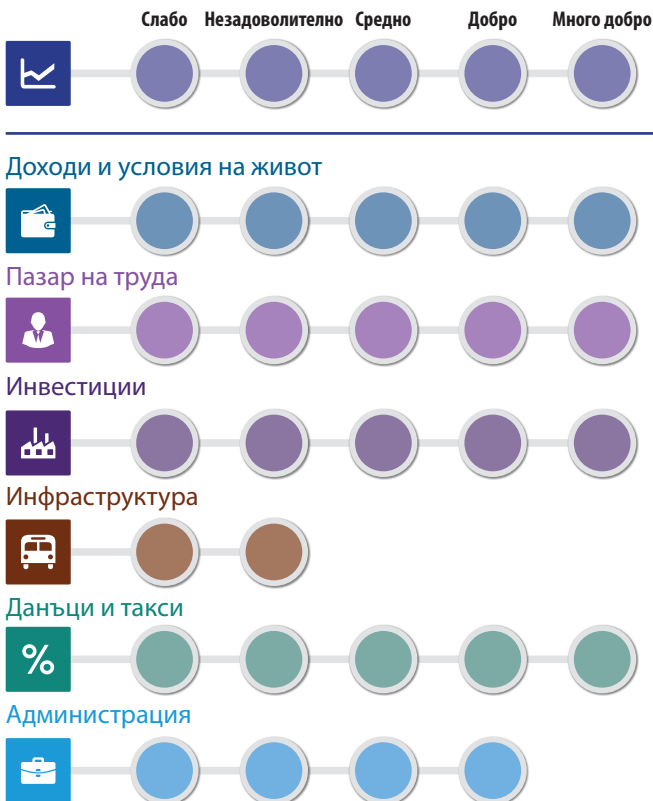 Слабо Незадоволително Средно Добро Много добро
Доходи и условия на живот
Пазар на труда
Инвестиции
Инфраструктура
Данъци и такси
%
Администрация